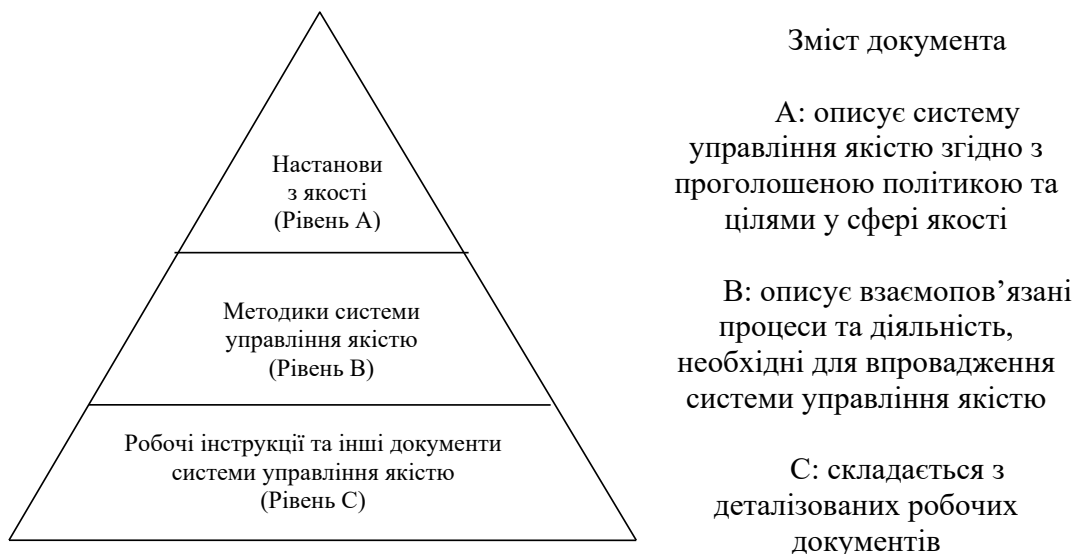 Настанови
з якості
(Рівень А)
Методики системи
управління якістю
(Рівень В)
Робочі інструкції та інші документи
системи управління якістю
(Рівень С)
Зміст документа
А: описує систему
управління якістю згідно з
проголошеною політикою та
цілями у сфері якості
В: описує взаємопов’язані
процеси та діяльність,
необхідні для впровадження
системи управління якістю
С: складається з
деталізованих робочих
документів